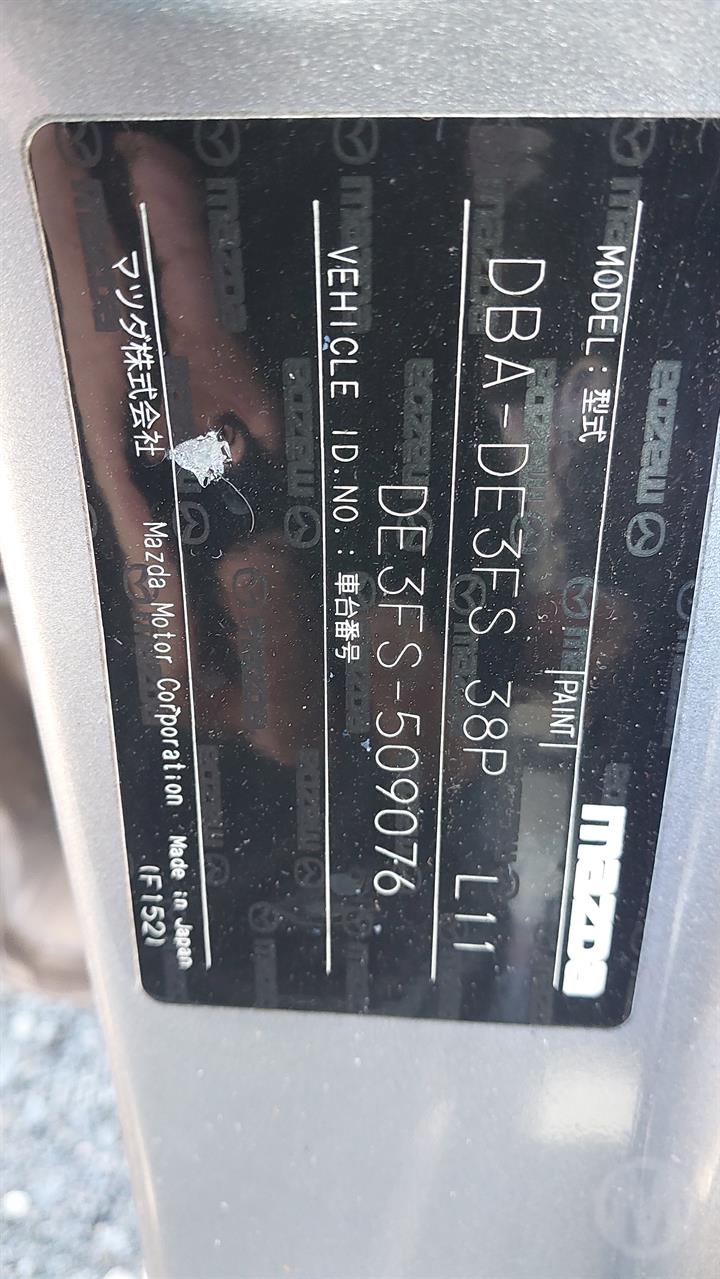 mazda
MODEL: 型式
PAINT
DBA-DE3FS 38P L11
VEHICLE ID.NO.: 車台番号
DE3FS-509076
マツダ株式会社 Mazda Motor Corporation Made in Japan
(F152)